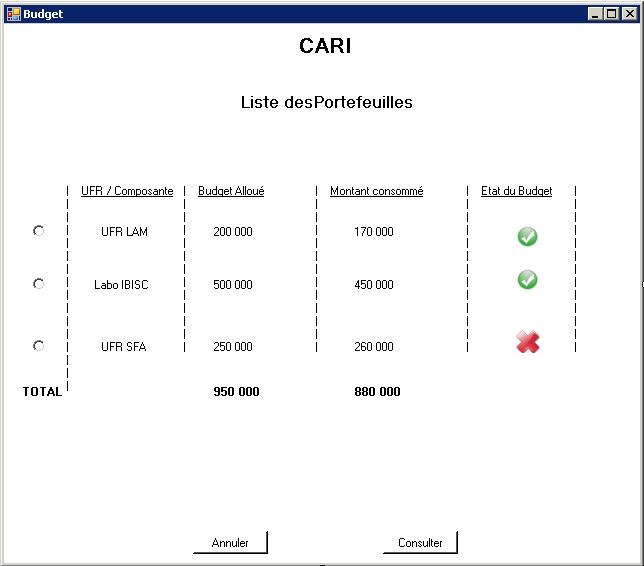 Budget
CARI
Liste desPortefeuilles
UFR / Composante Budget Alloué Montant consommé Etat du Budget
UFR LAM 200 000 170 000
Labo IBISC 500 000 450 000
UFR SFA 250 000 260 000
TOTAL 950 000 880 000
Annuler Consulter